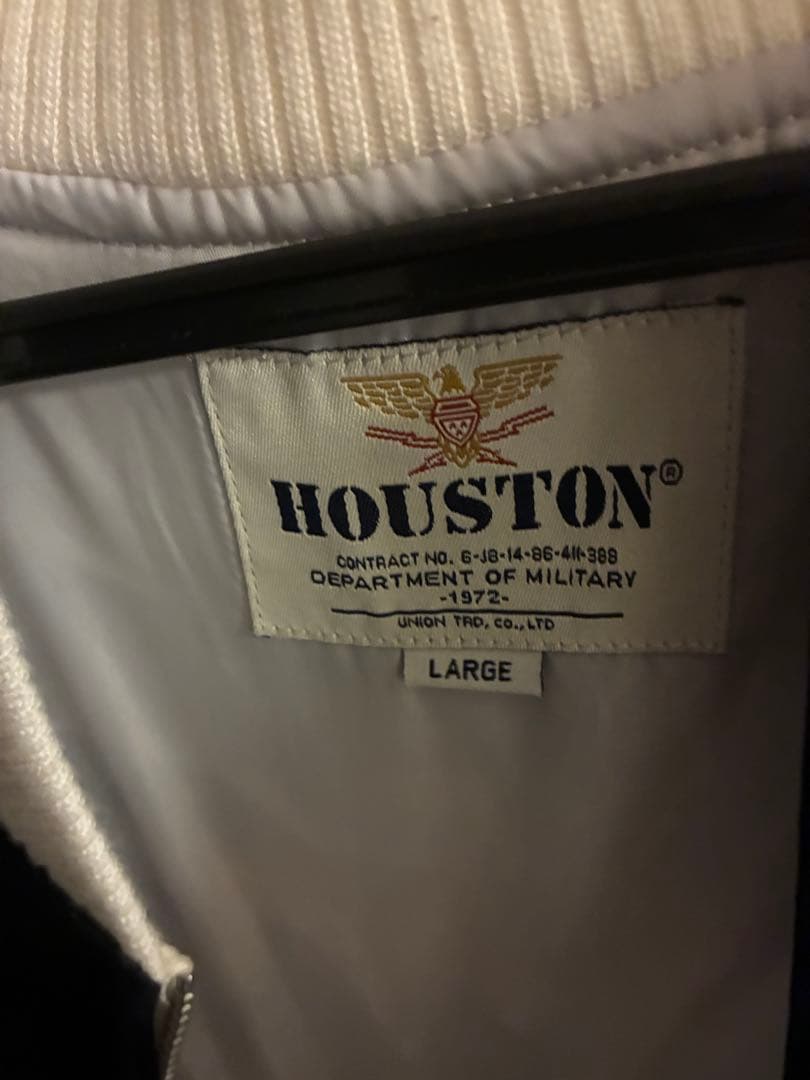 HOUSTON®
CONTRACT NO. 6-J8-14-86-411-388
DEPARTMENT OF MILITARY
-1972-
UNION TRD, CO., LTD
LARGE